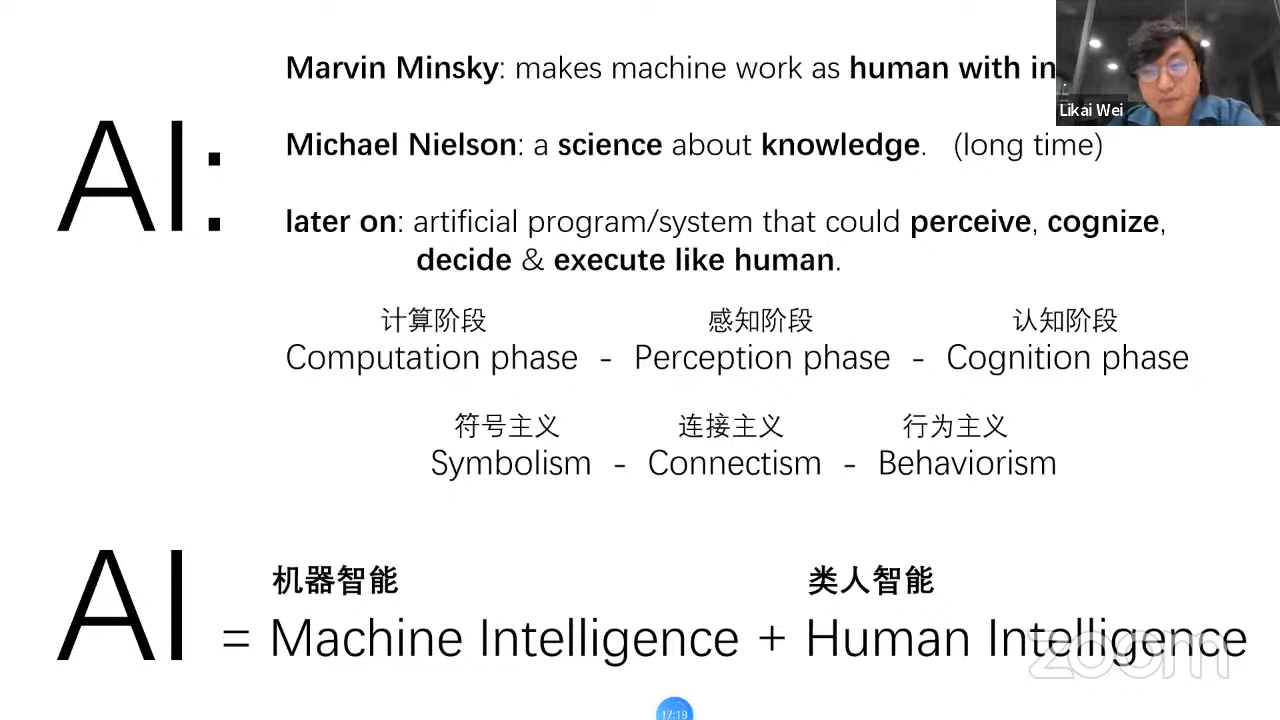 Marvin Minsky: makes machine work as human with in
Likai Wei
AI:
Michael Nielson: a science about knowledge. (long time)
later on: artificial program/system that could perceive, cognize,
decide & execute like human.
计算阶段 感知阶段 认知阶段
Computation phase - Perception phase - Cognition phase
符号主义 连接主义 行为主义
Symbolism - Connectism - Behaviorism
机器智能 类人智能
AI = Machine Intelligence + Human Intelligence
zoom
17:19